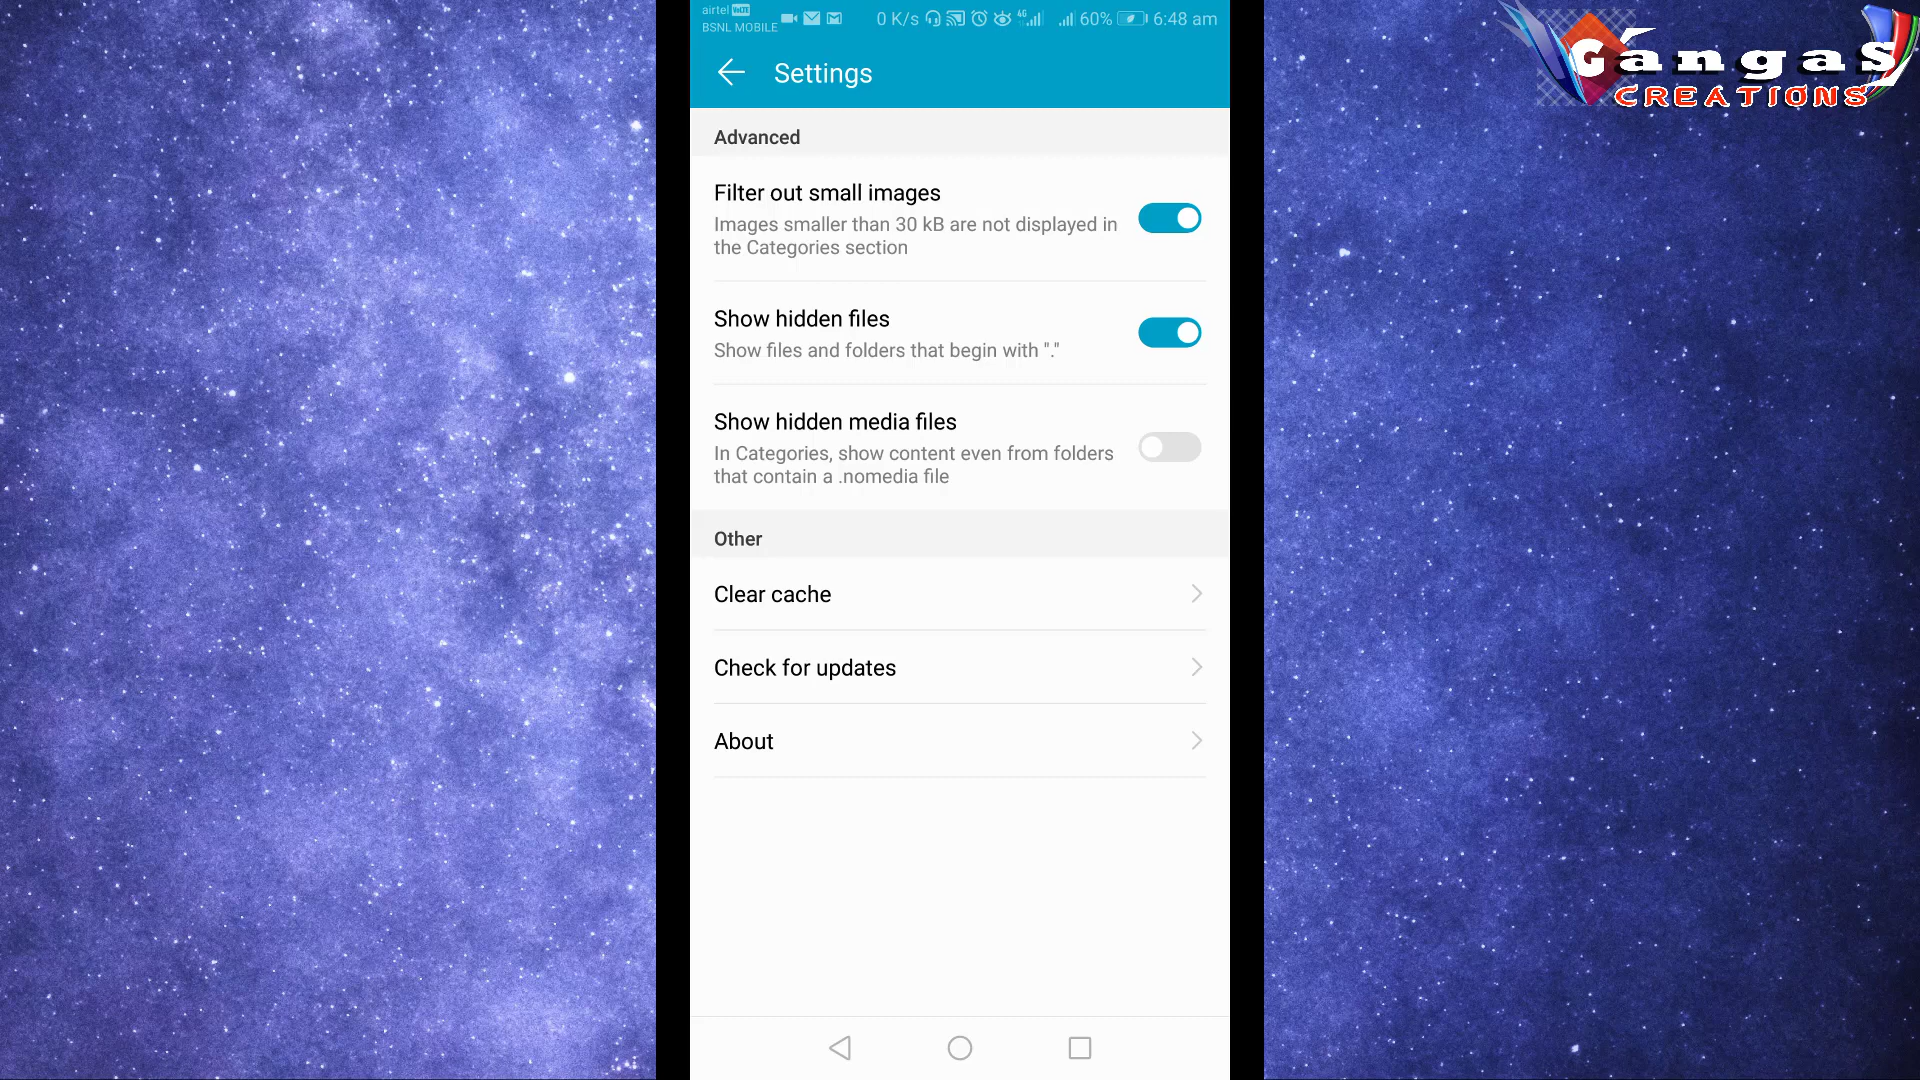 airtel VoLTE
BSNL MOBILE
0 K/s 4G 60% 6:48 am
Settings
Advanced
Filter out small images
Images smaller than 30 kB are not displayed in
the Categories section
Show hidden files
Show files and folders that begin with "."
Show hidden media files
In Categories, show content even from folders
that contain a .nomedia file
Other
Clear cache
Check for updates
About
GangaS
CREATIONS